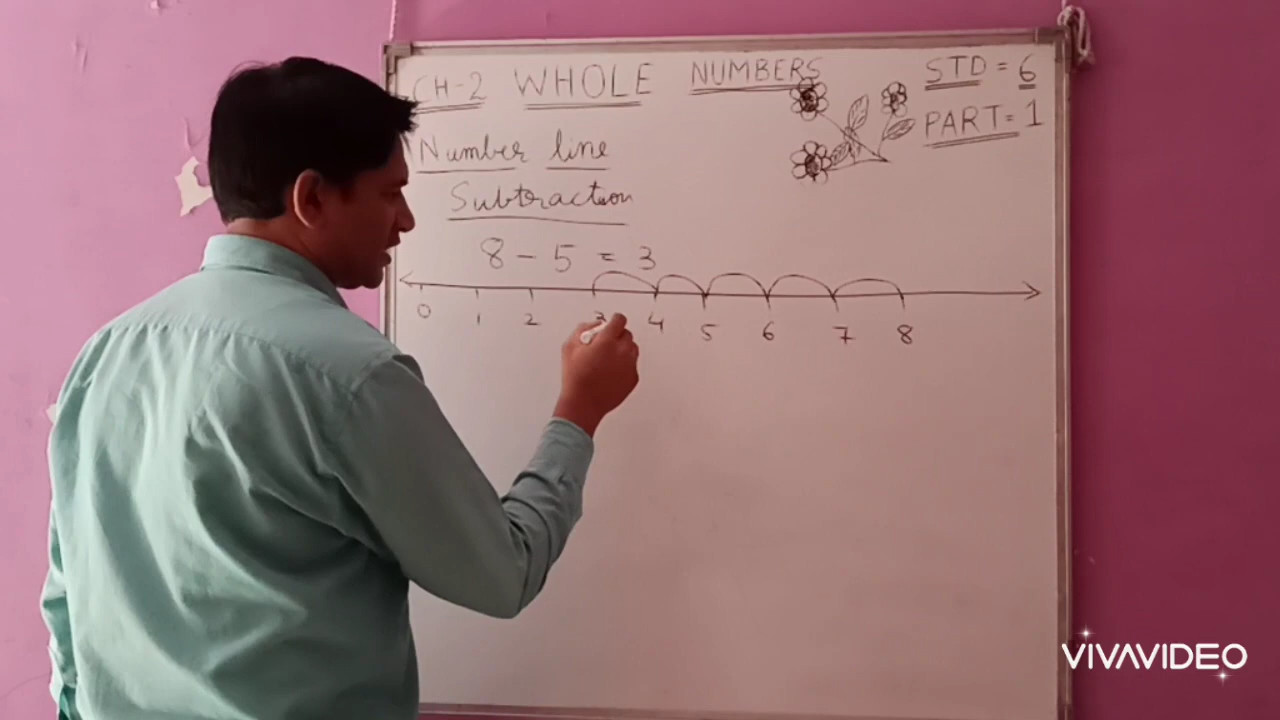 CH-2 WHOLE NUMBERS
STD = 6
PART = 1
Number line
Subtraction
8 - 5 = 3
0 1 2 3 4 5 6 7 8
VIVAVIDEO